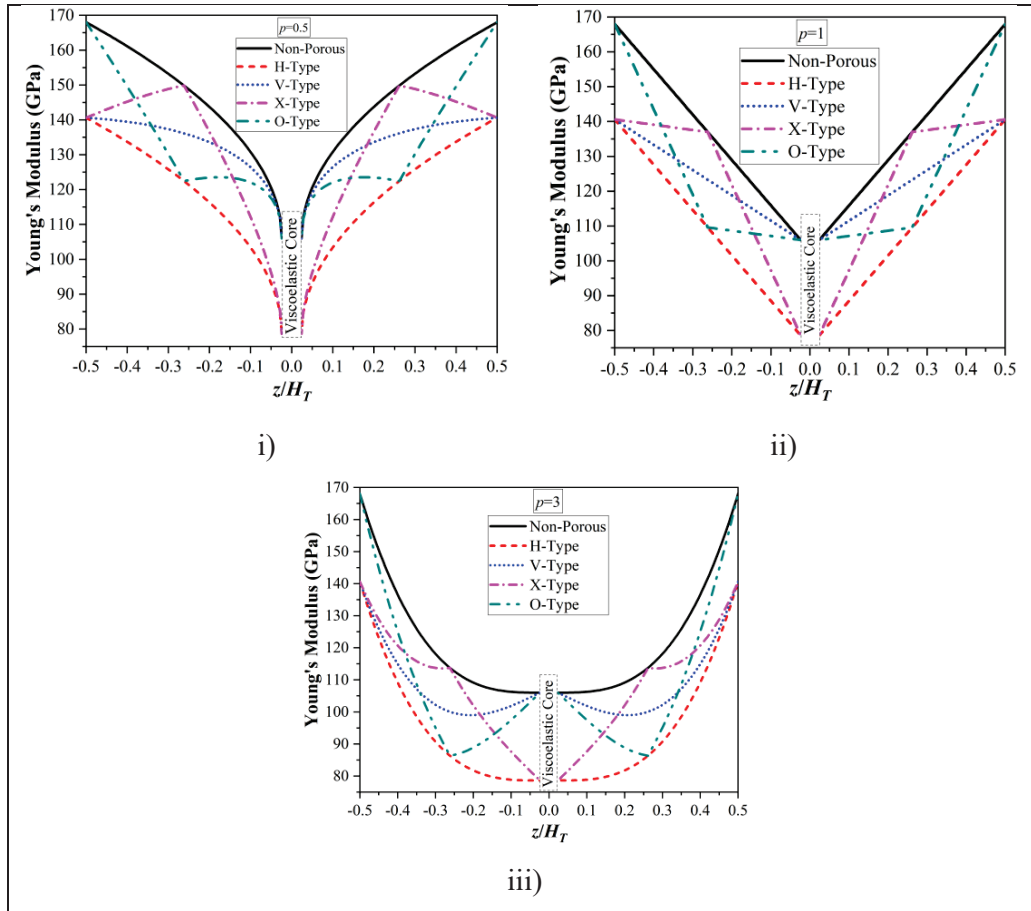 p=0.5
Non-Porous
H-Type
V-Type
X-Type
O-Type
Young's Modulus (GPa)
170
160
150
140
130
120
110
100
90
80
Viscoelastic Core
-0.5 -0.4 -0.3 -0.2 -0.1 0.0 0.1 0.2 0.3 0.4 0.5
z/H_T
i)
p=1
Non-Porous
H-Type
V-Type
X-Type
O-Type
Young's Modulus (GPa)
170
160
150
140
130
120
110
100
90
80
Viscoelastic Core
-0.5 -0.4 -0.3 -0.2 -0.1 0.0 0.1 0.2 0.3 0.4 0.5
z/H_T
ii)
p=3
Non-Porous
H-Type
V-Type
X-Type
O-Type
Young's Modulus (GPa)
170
160
150
140
130
120
110
100
90
80
Viscoelastic Core
-0.5 -0.4 -0.3 -0.2 -0.1 0.0 0.1 0.2 0.3 0.4 0.5
z/H_T
iii)